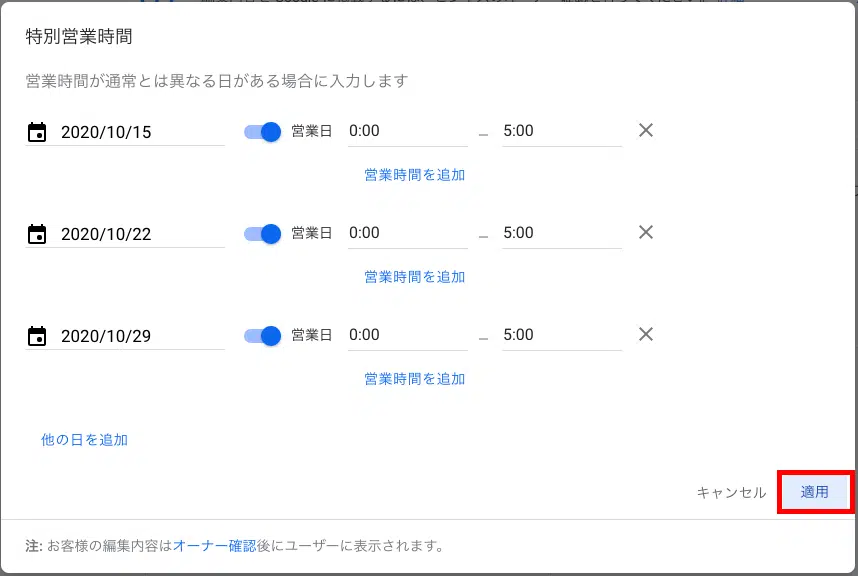 特別営業時間
営業時間が通常とは異なる日がある場合に入力します
2020/10/15 営業日 0:00 – 5:00 ×
営業時間を追加
2020/10/22 営業日 0:00 – 5:00 ×
営業時間を追加
2020/10/29 営業日 0:00 – 5:00 ×
営業時間を追加
他の日を追加
キャンセル 適用
注: お客様の編集内容はオーナー確認後にユーザーに表示されます。